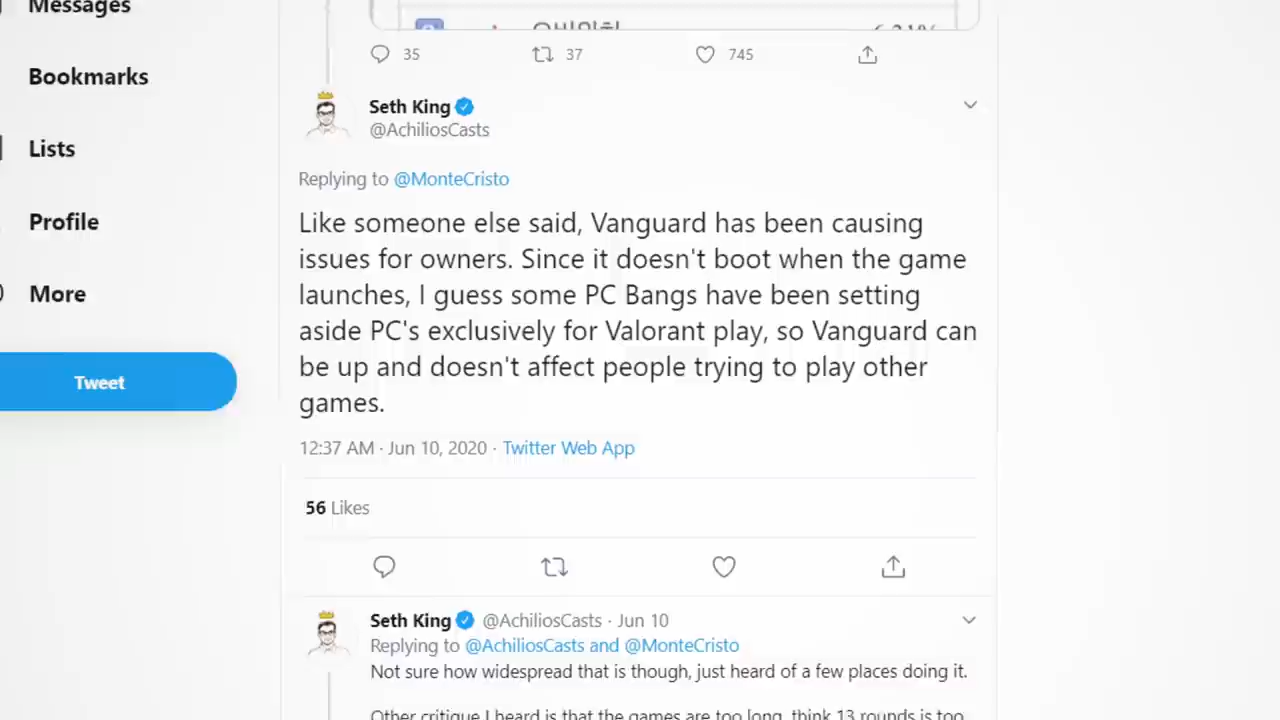 Messages
Bookmarks
Lists
Profile
More
Tweet
35 37 745
Seth King
@AchiliosCasts
Replying to @MonteCristo
Like someone else said, Vanguard has been causing
issues for owners. Since it doesn't boot when the game
launches, I guess some PC Bangs have been setting
aside PC's exclusively for Valorant play, so Vanguard can
be up and doesn't affect people trying to play other
games.
12:37 AM · Jun 10, 2020 · Twitter Web App
56 Likes
Seth King @AchiliosCasts · Jun 10
Replying to @AchiliosCasts and @MonteCristo
Not sure how widespread that is though, just heard of a few places doing it.
Other critique I heard is that the games are too long, think 13 rounds is too